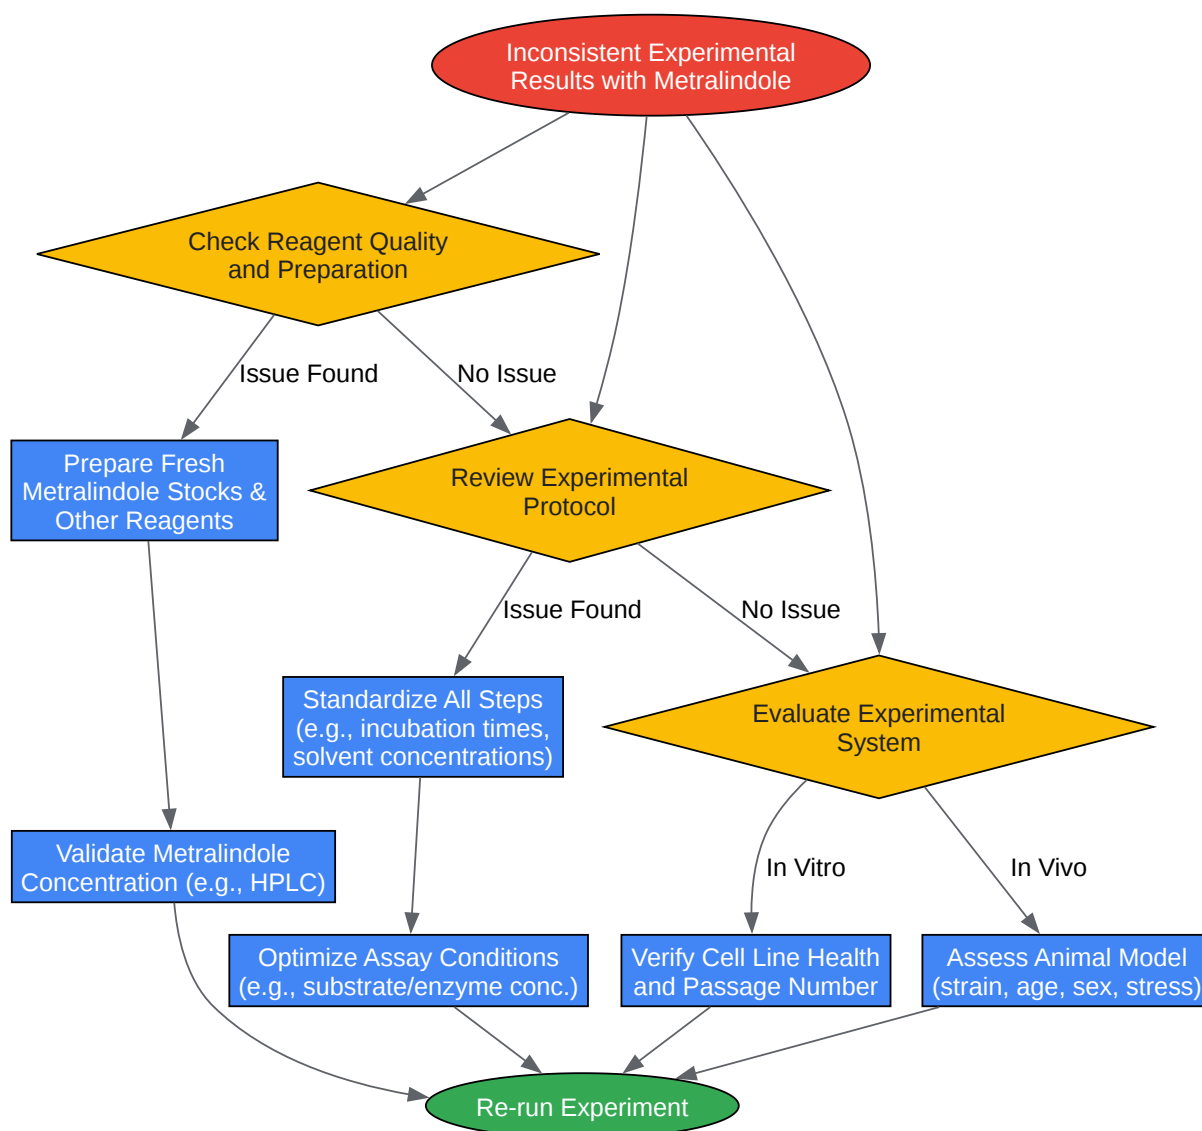 Inconsistent Experimental
Results with Metralindole
Check Reagent Quality
and Preparation
Issue Found
No Issue
Prepare Fresh
Metralindole Stocks &
Other Reagents
Review Experimental
Protocol
Issue Found
No Issue
Standardize All Steps
(e.g., incubation times,
solvent concentrations)
Evaluate Experimental
System
Validate Metralindole
Concentration (e.g., HPLC)
In Vitro
In Vivo
Optimize Assay Conditions
(e.g., substrate/enzyme conc.)
Verify Cell Line Health
and Passage Number
Assess Animal Model
(strain, age, sex, stress)
Re-run Experiment